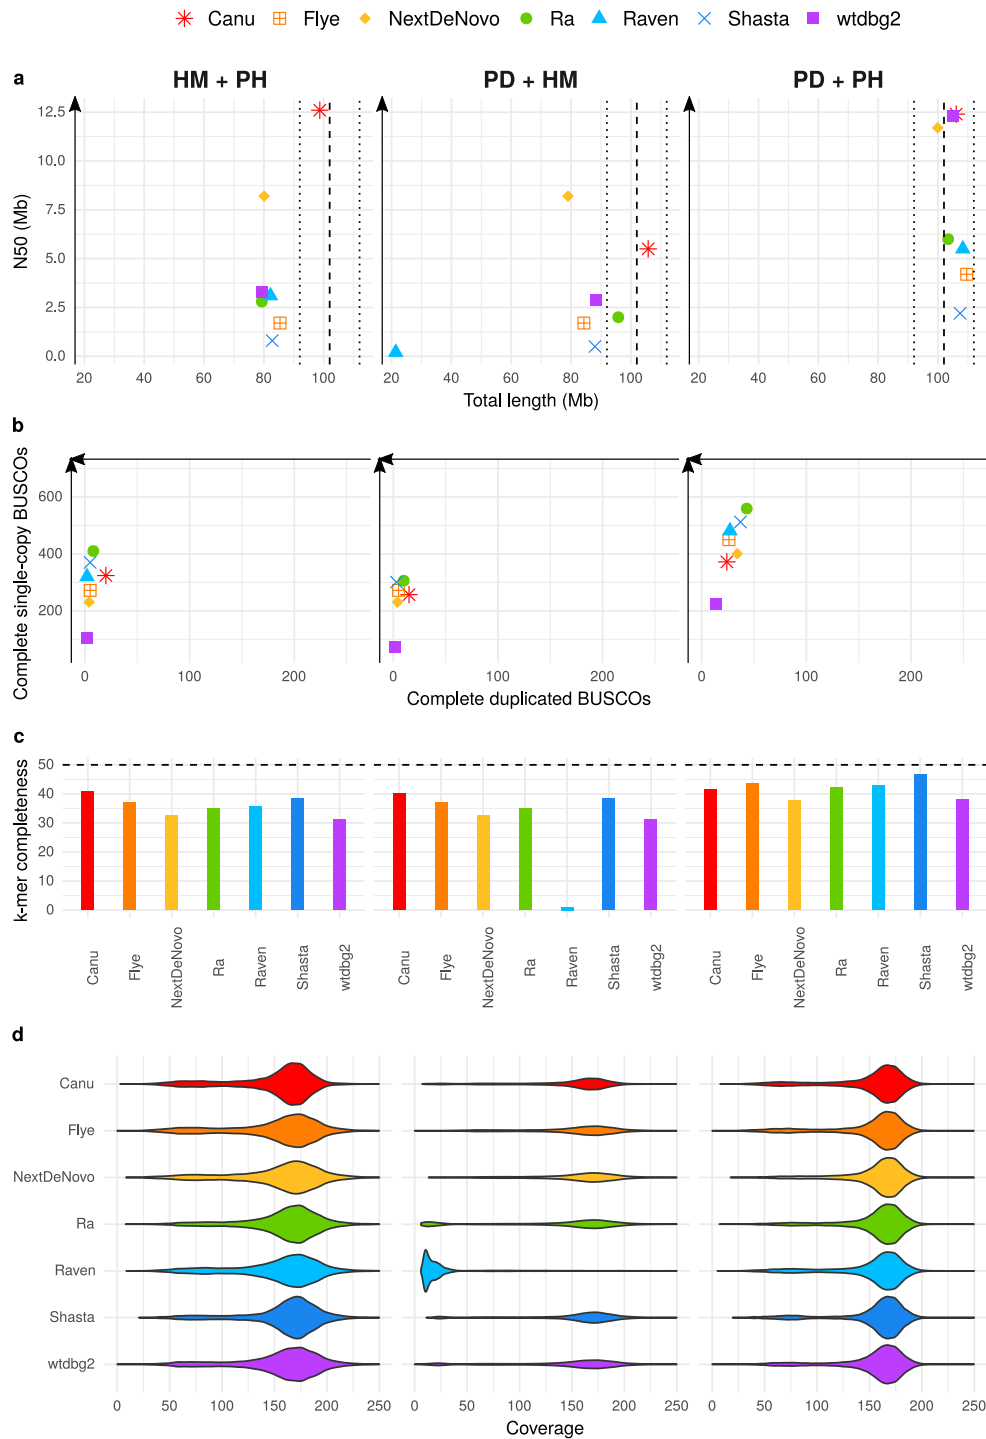 Canu Flye NextDeNovo Ra Raven Shasta wtdbg2
a
HM + PH PD + HM PD + PH
N50 (Mb)
12.5
10.0
7.5
5.0
2.5
0.0
20 40 60 80 100 20 40 60 80 100 20 40 60 80 100
Total length (Mb)
b
Complete single-copy BUSCOs
600
400
200
0 100 200 0 100 200 0 100 200
Complete duplicated BUSCOs
c
k-mer completeness
50
40
30
20
10
0
Canu Flye NextDeNovo Ra Raven Shasta wtdbg2 Canu Flye NextDeNovo Ra Raven Shasta wtdbg2 Canu Flye NextDeNovo Ra Raven Shasta wtdbg2
d
Canu
Flye
NextDeNovo
Ra
Raven
Shasta
wtdbg2
0 50 100 150 200 250 0 50 100 150 200 250 0 50 100 150 200 250
Coverage